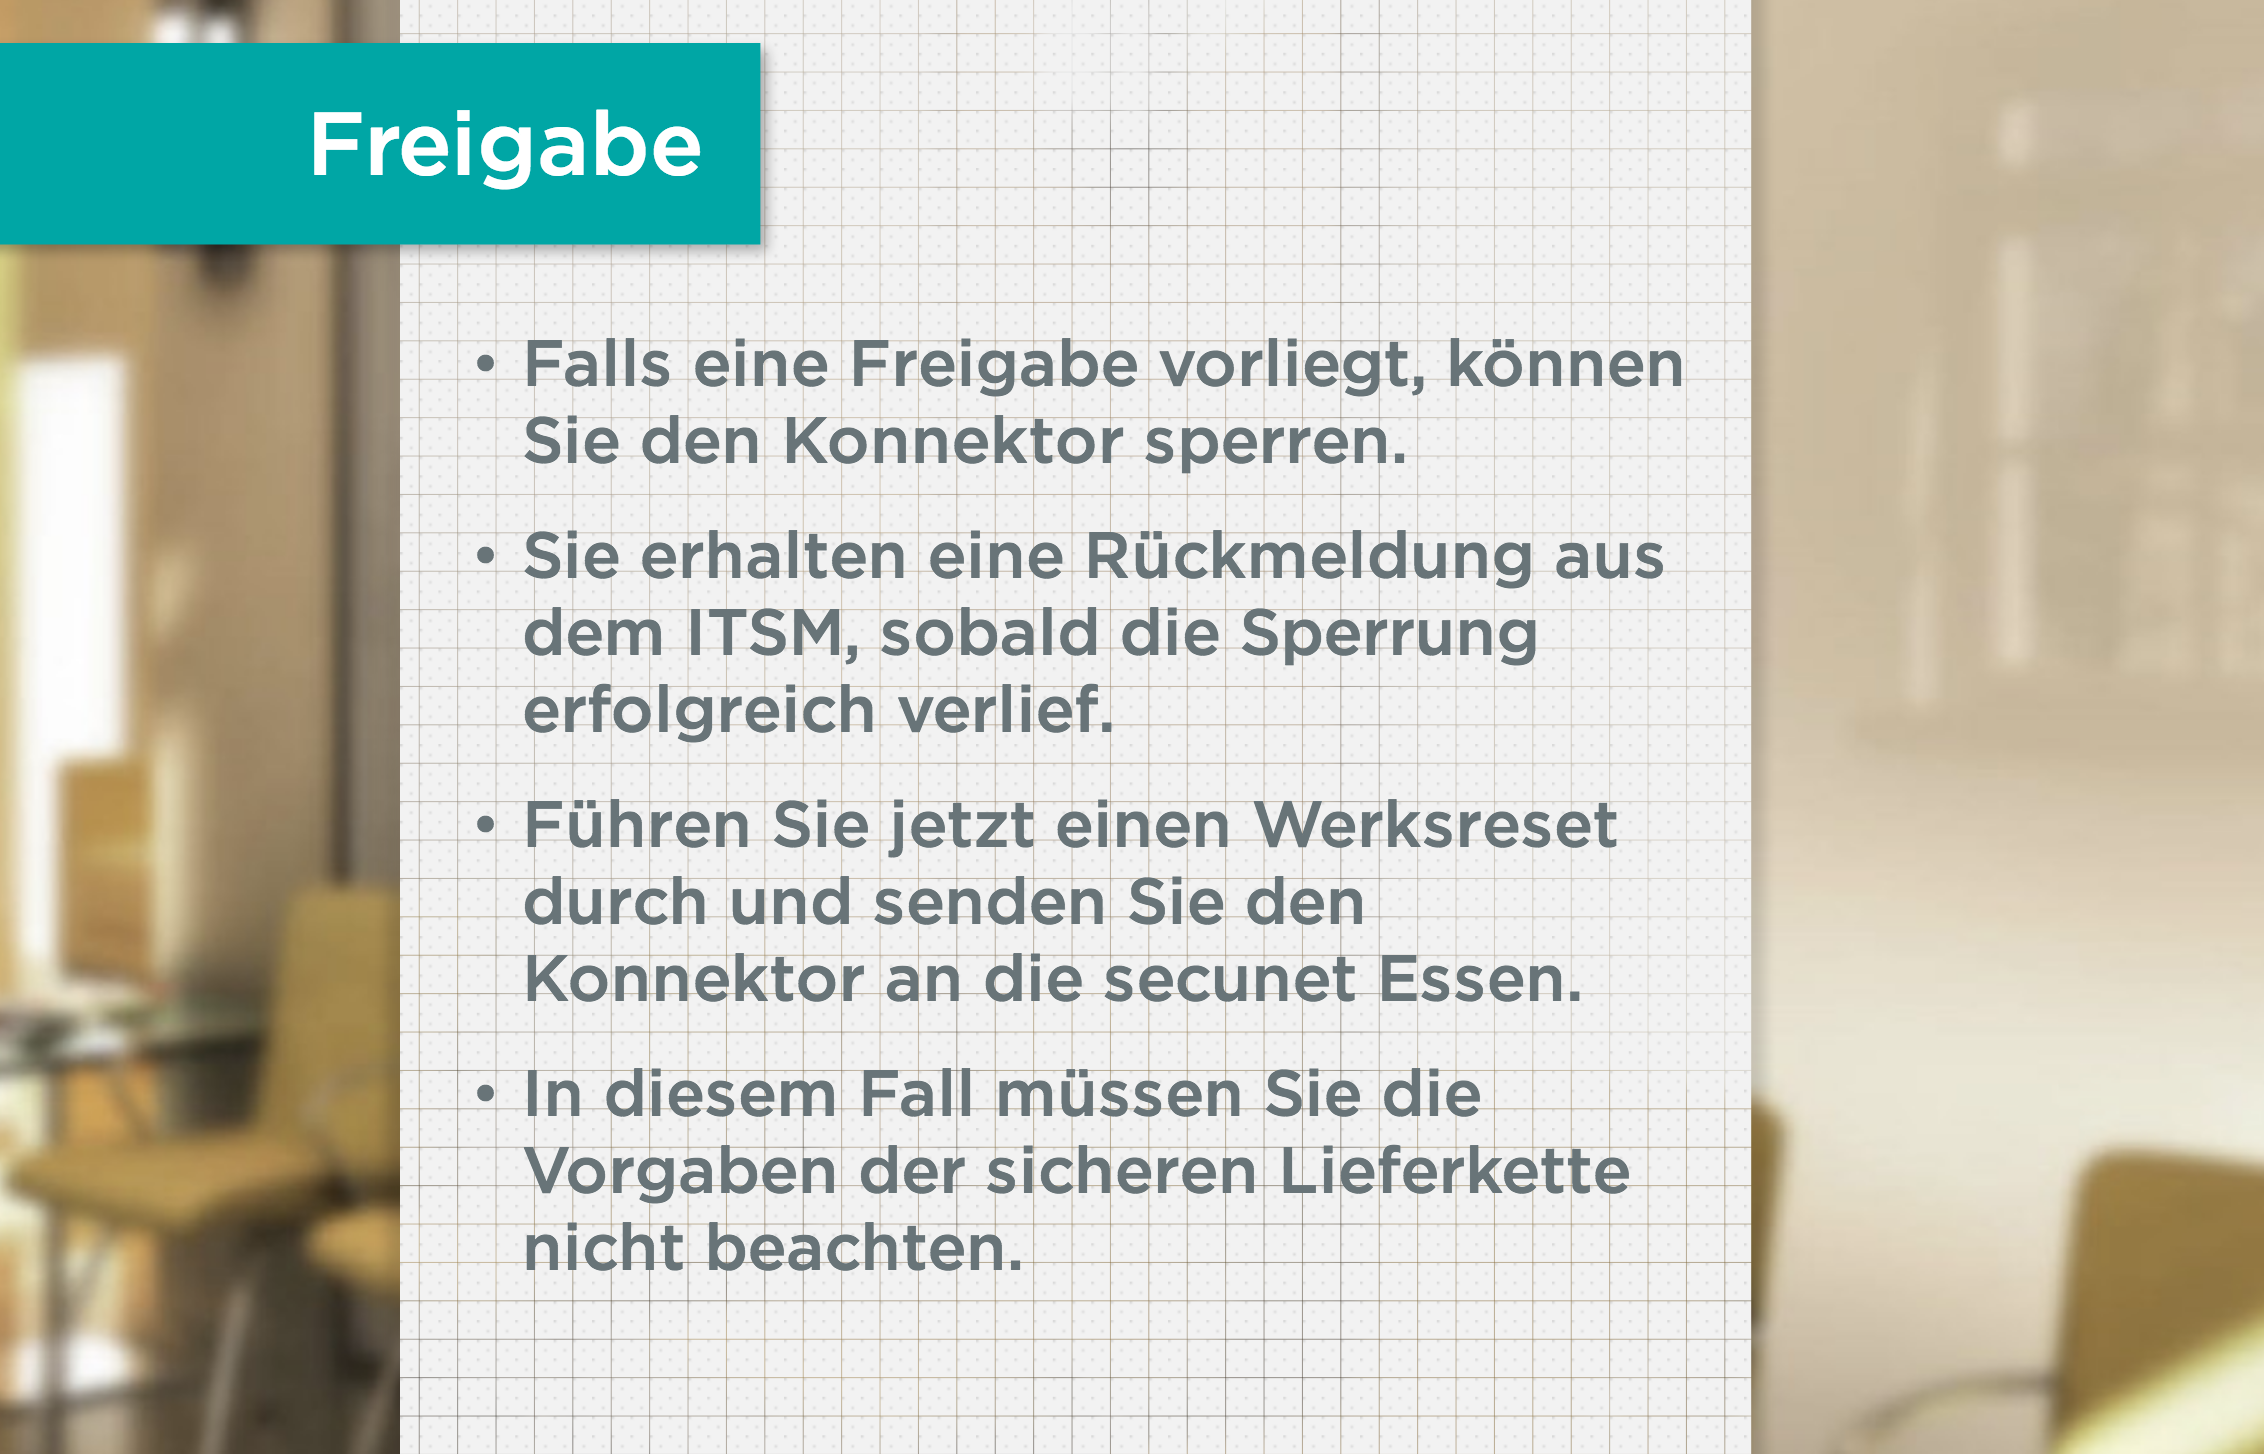 Freigabe
• Falls eine Freigabe vorliegt, können
Sie den Konnektor sperren.
• Sie erhalten eine Rückmeldung aus
dem ITSM, sobald die Sperrung
erfolgreich verlief.
• Führen Sie jetzt einen Werksreset
durch und senden Sie den
Konnektor an die secunet Essen.
• In diesem Fall müssen Sie die
Vorgaben der sicheren Lieferkette
nicht beachten.